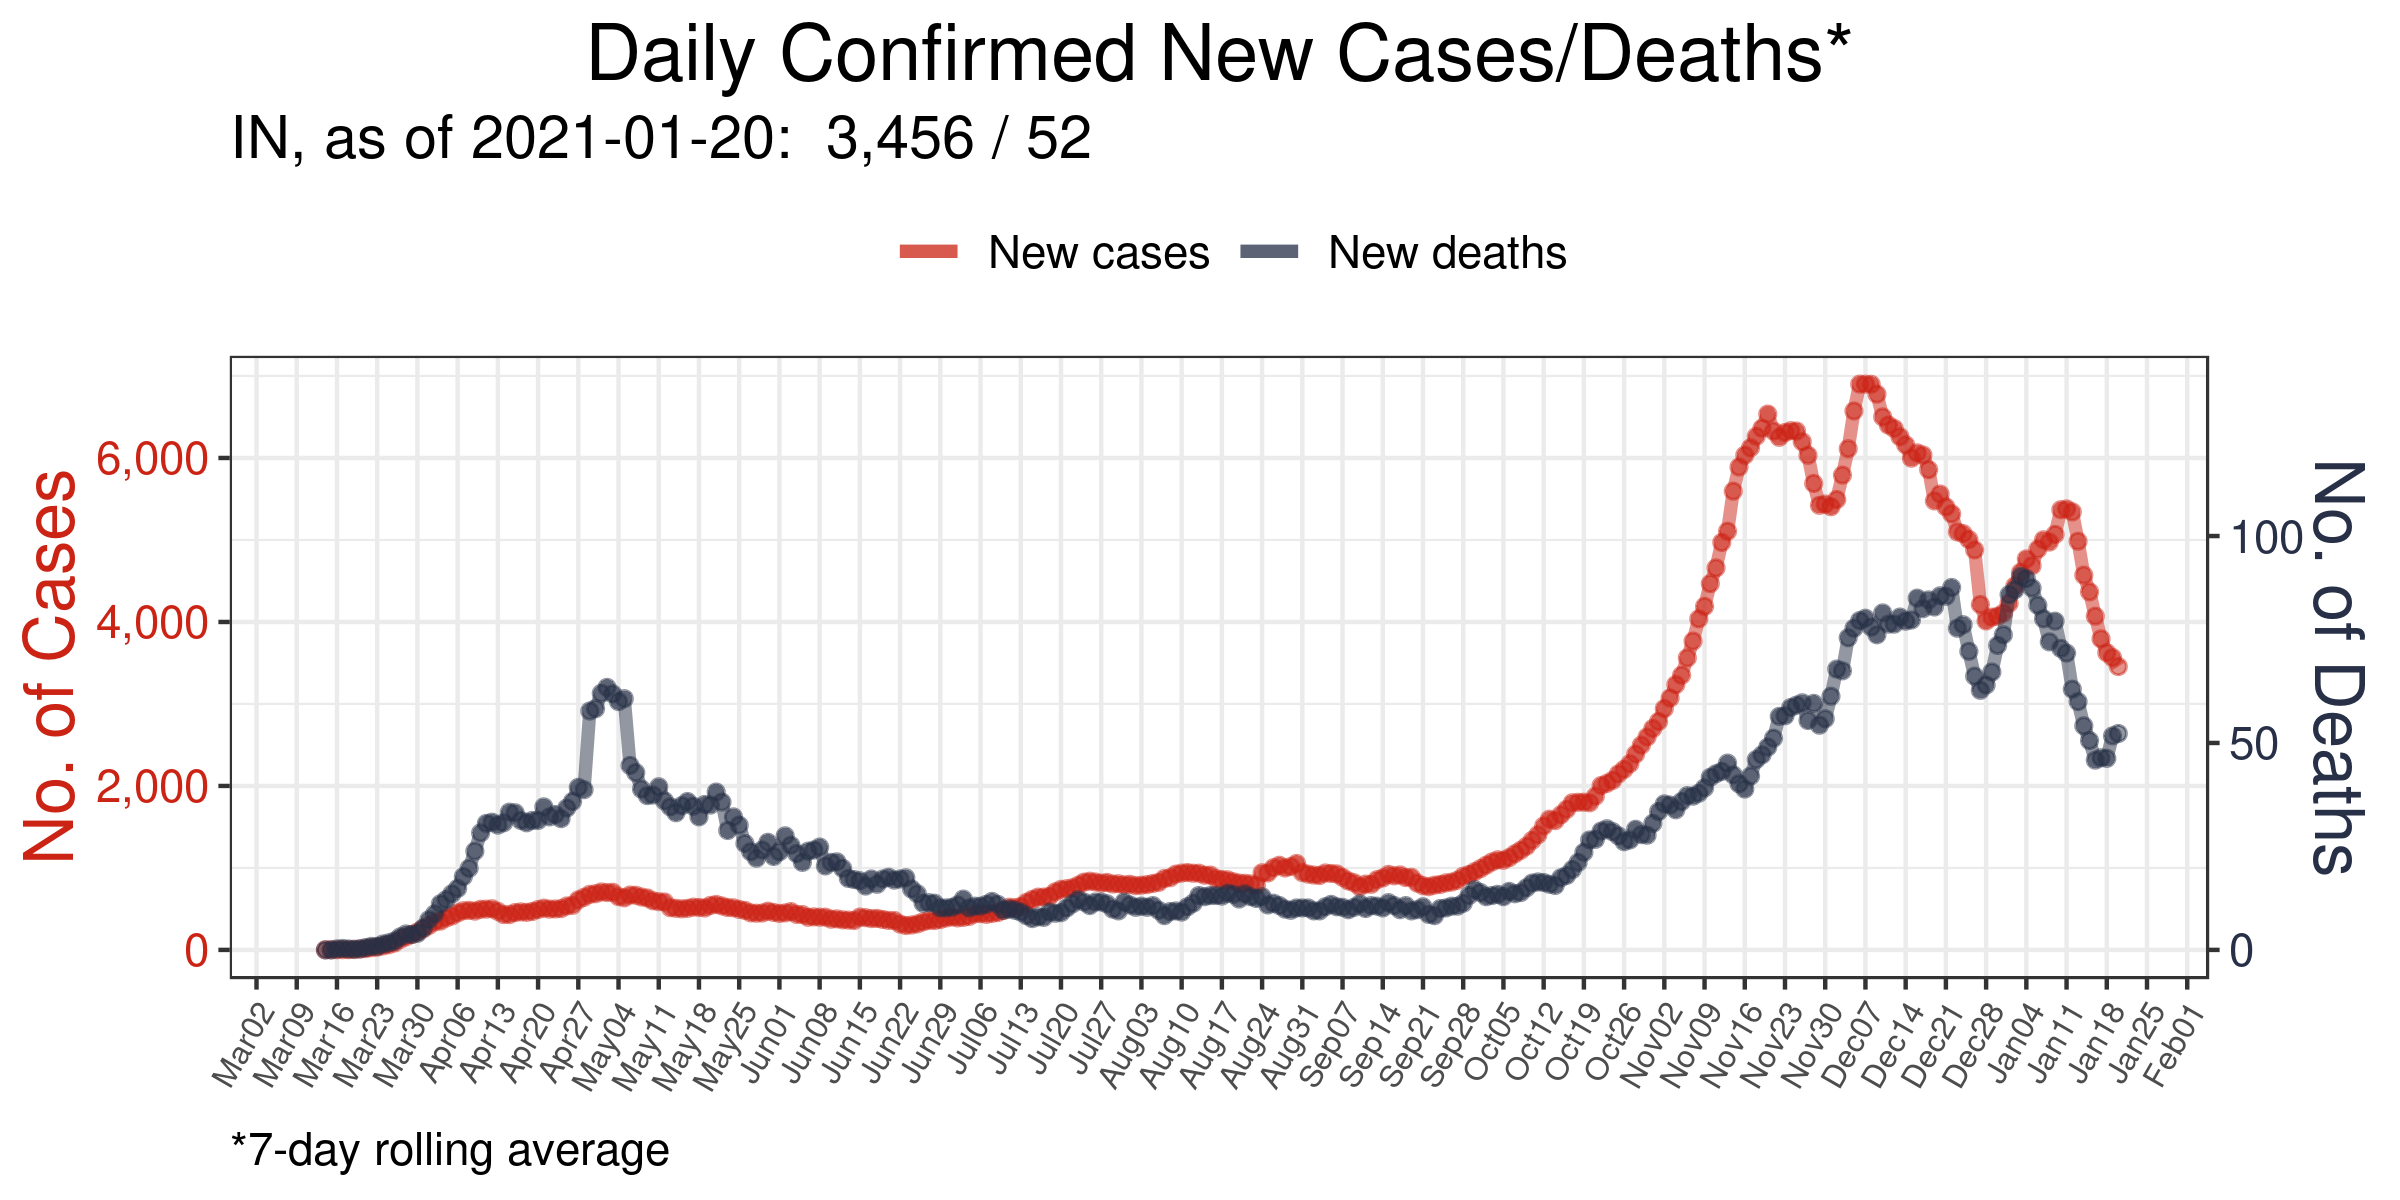 Daily Confirmed New Cases/Deaths*
IN, as of 2021-01-20:  3,456 / 52
New cases
New deaths
No. of Cases
6,000
4,000
2,000
0
100
50
0
No. of Deaths
Mar02
Mar09
Mar16
Mar23
Mar30
Apr06
Apr13
Apr20
Apr27
May04
May11
May18
May25
Jun01
Jun08
Jun15
Jun22
Jun29
Jul06
Jul13
Jul20
Jul27
Aug03
Aug10
Aug17
Aug24
Aug31
Sep07
Sep14
Sep21
Sep28
Oct05
Oct12
Oct19
Oct26
Nov02
Nov09
Nov16
Nov23
Nov30
Dec07
Dec14
Dec21
Dec28
Jan04
Jan11
Jan18
Jan25
Feb01
*7-day rolling average